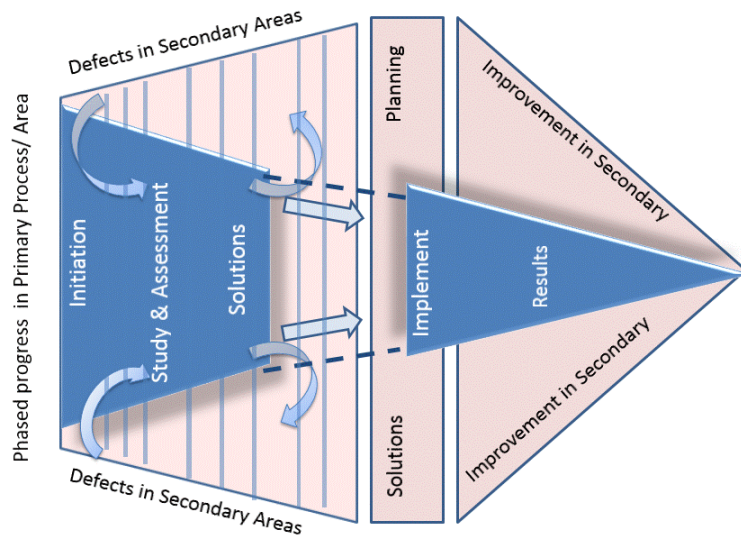 Phased progress in Primary Process/ Area
Defects in Secondary Areas
Defects in Secondary Areas
Initiation
Study & Assessment
Solutions
Solutions
Planning
Implement
Results
Improvement in Secondary
Improvement in Secondary